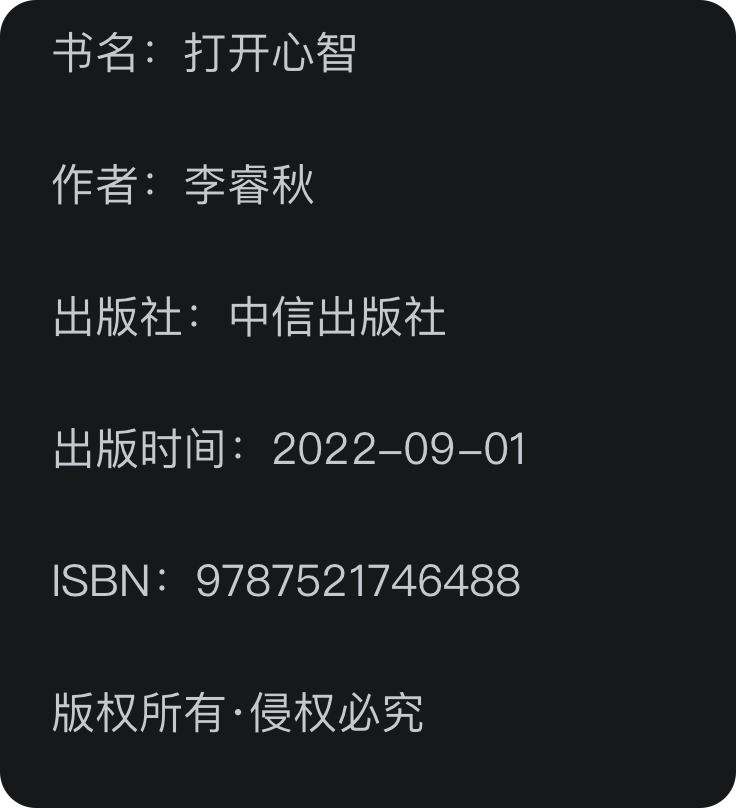 书名：打开心智
作者：李睿秋
出版社：中信出版社
出版时间：2022-09-01
ISBN：9787521746488
版权所有·侵权必究